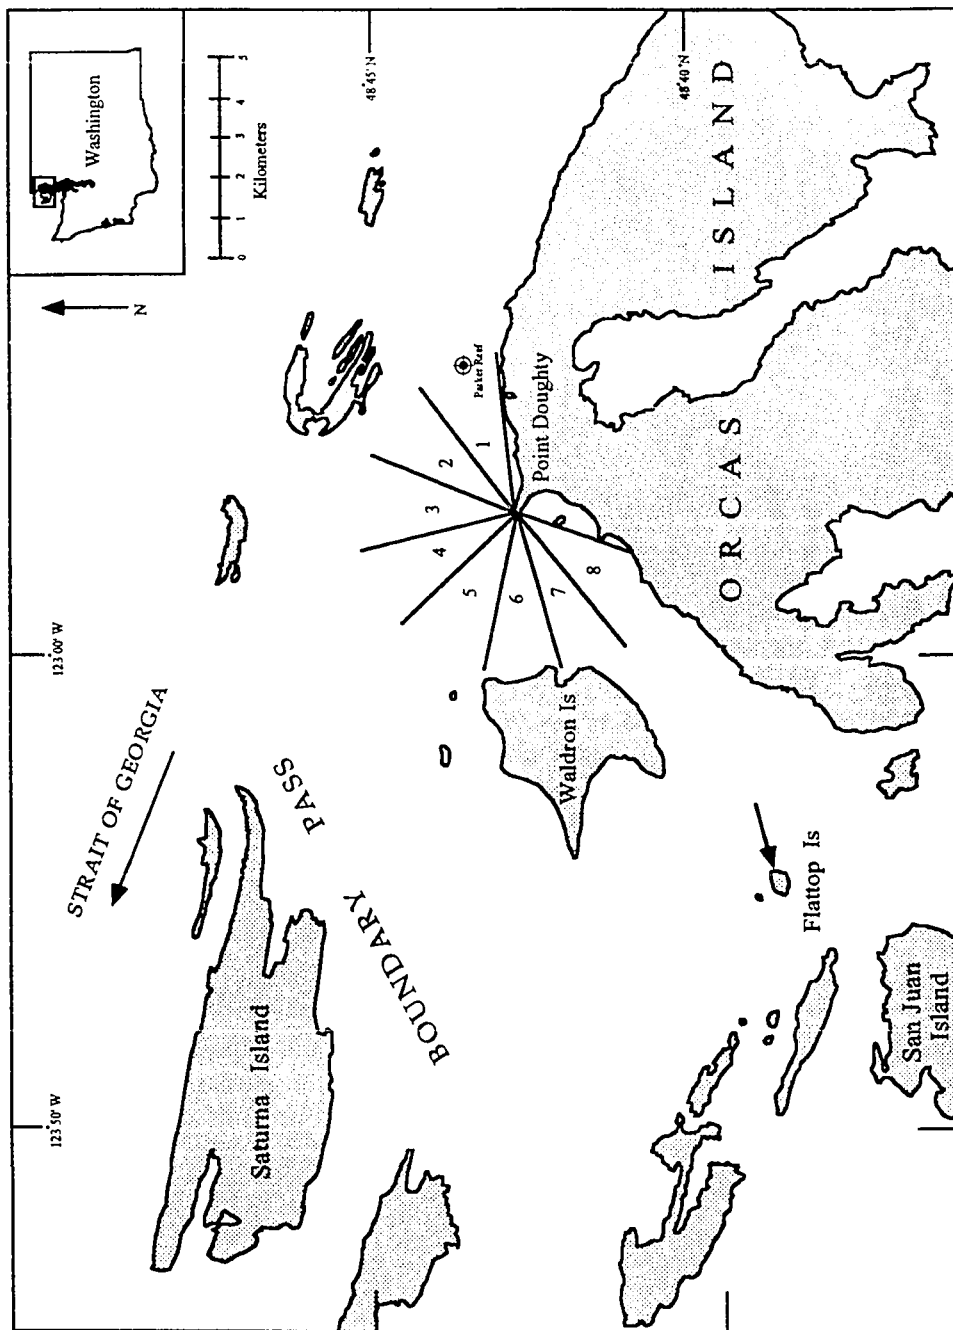 Washington
0 1 2 3 4 5
Kilometers
N
48°45' N
48°40' N
123°00' W
123°50' W
STRAIT OF GEORGIA
BOUNDARY
PASS
Saturna Island
Waldron Is
Flattop Is
San Juan
Island
Parker Reef
Point Doughty
ORCAS ISLAND
1
2
3
4
5
6
7
8